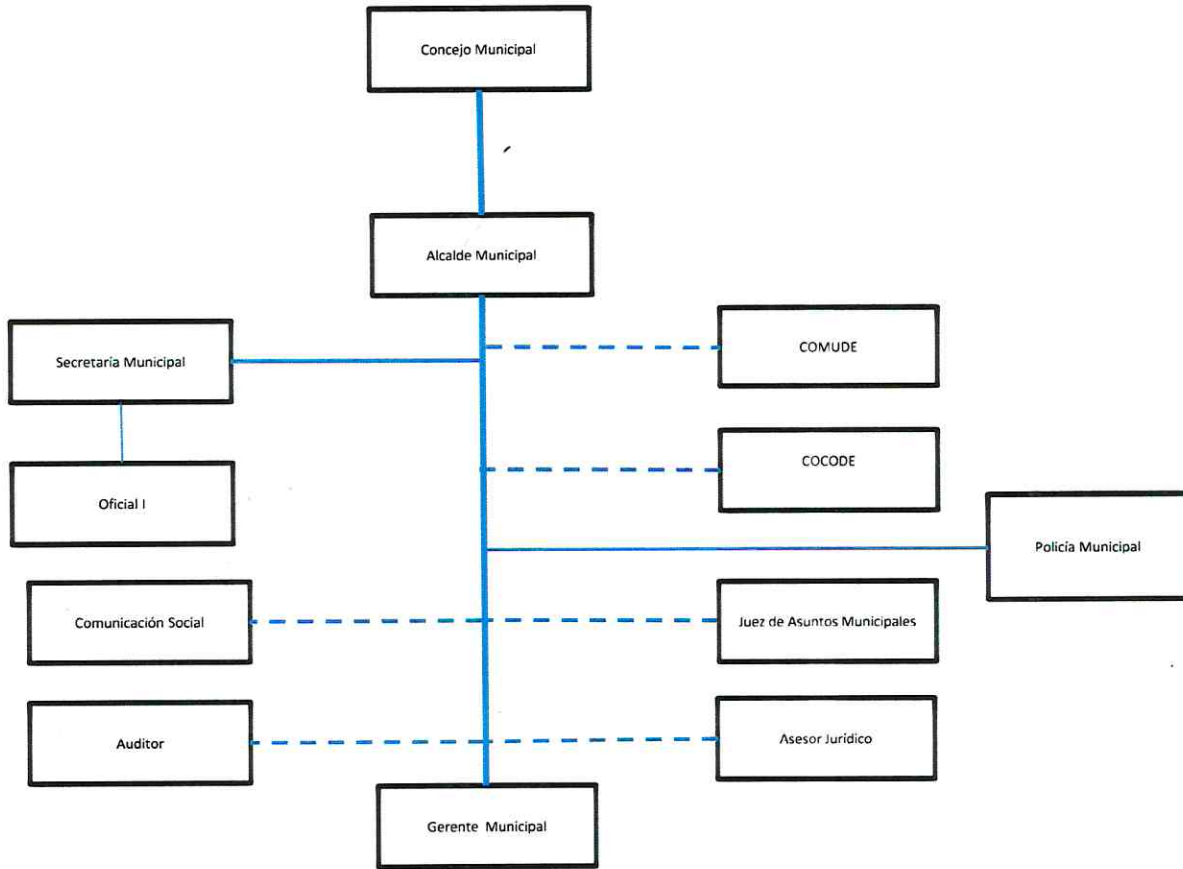 Concejo Municipal
Alcalde Municipal
Secretaria Municipal
COMUDE
COCODE
Oficial I
Policía Municipal
Comunicación Social
Juez de Asuntos Municipales
Auditor
Asesor Jurídico
Gerente Municipal